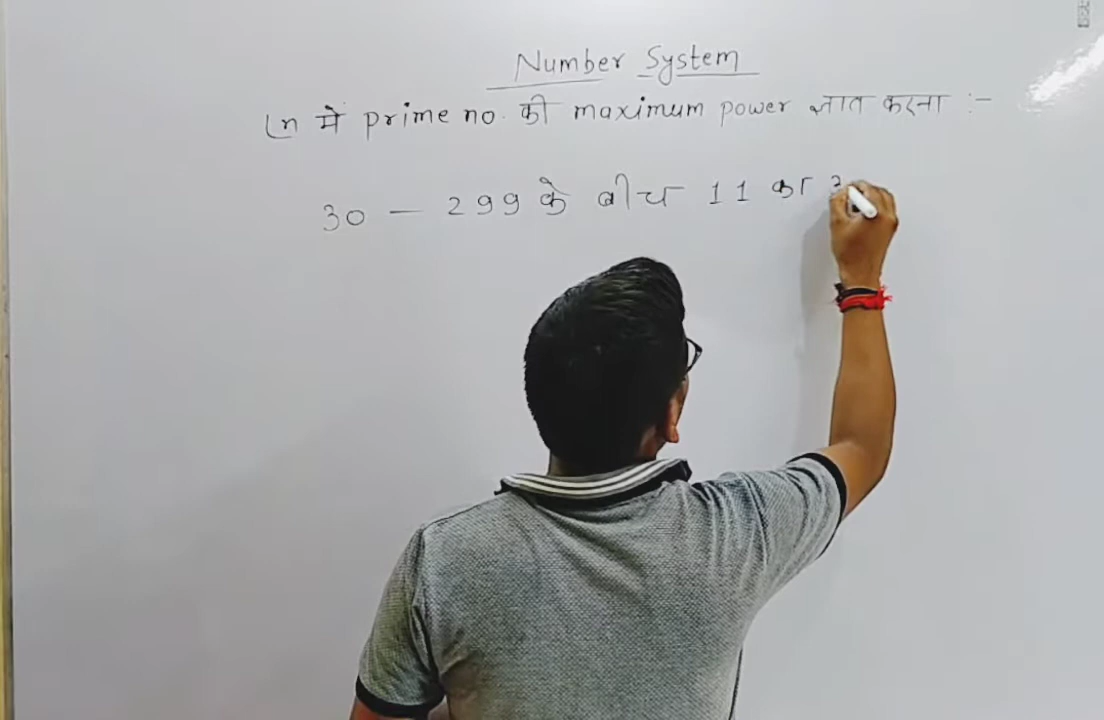 Number System
Ln में prime no. की maximum power ज्ञात करना :-
30 - 299 के बीच 11 का